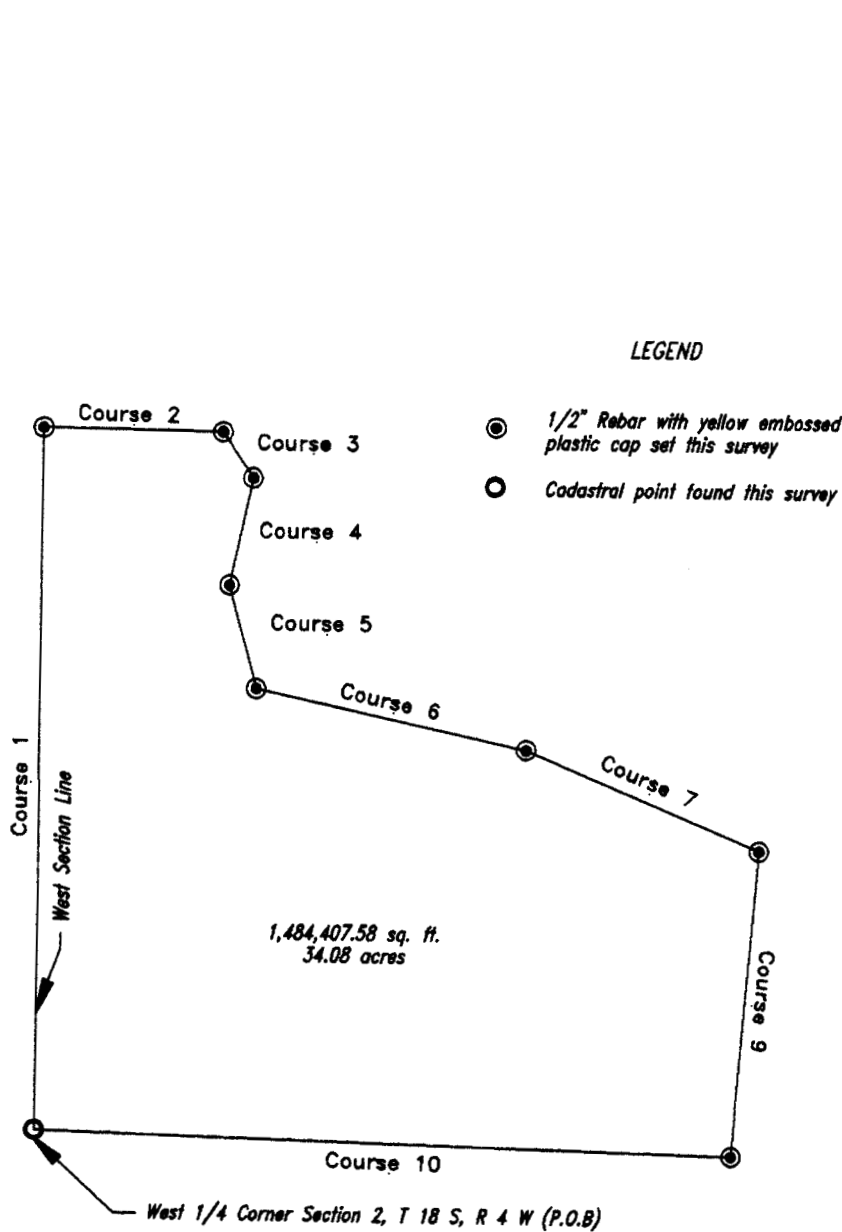 LEGEND
1/2" Rebar with yellow embossed
plastic cap set this survey
Cadastral point found this survey
Course 2
Course 3
Course 4
Course 5
Course 6
Course 7
Course 1
West Section Line
1,484,407.58 sq. ft.
34.08 acres
Course 9
Course 10
West 1/4 Corner Section 2, T 18 S, R 4 W (P.O.B)